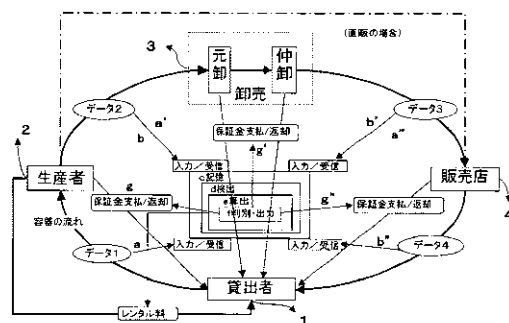 (直販の場合)
3
元卸
仲卸
卸売
データ2
データ3
a'
b
b'
a"
保証金支払/返却
g'
2
生産者
入力/受信
入力/受信
c記憶
d検出
e算出
f判別・出力
販売店
4
g
保証金支払/返却
g"
保証金支払/返却
容器の流れ
a
入力/受信
入力/受信
b"
データ1
データ4
貸出者
レンタル料
1